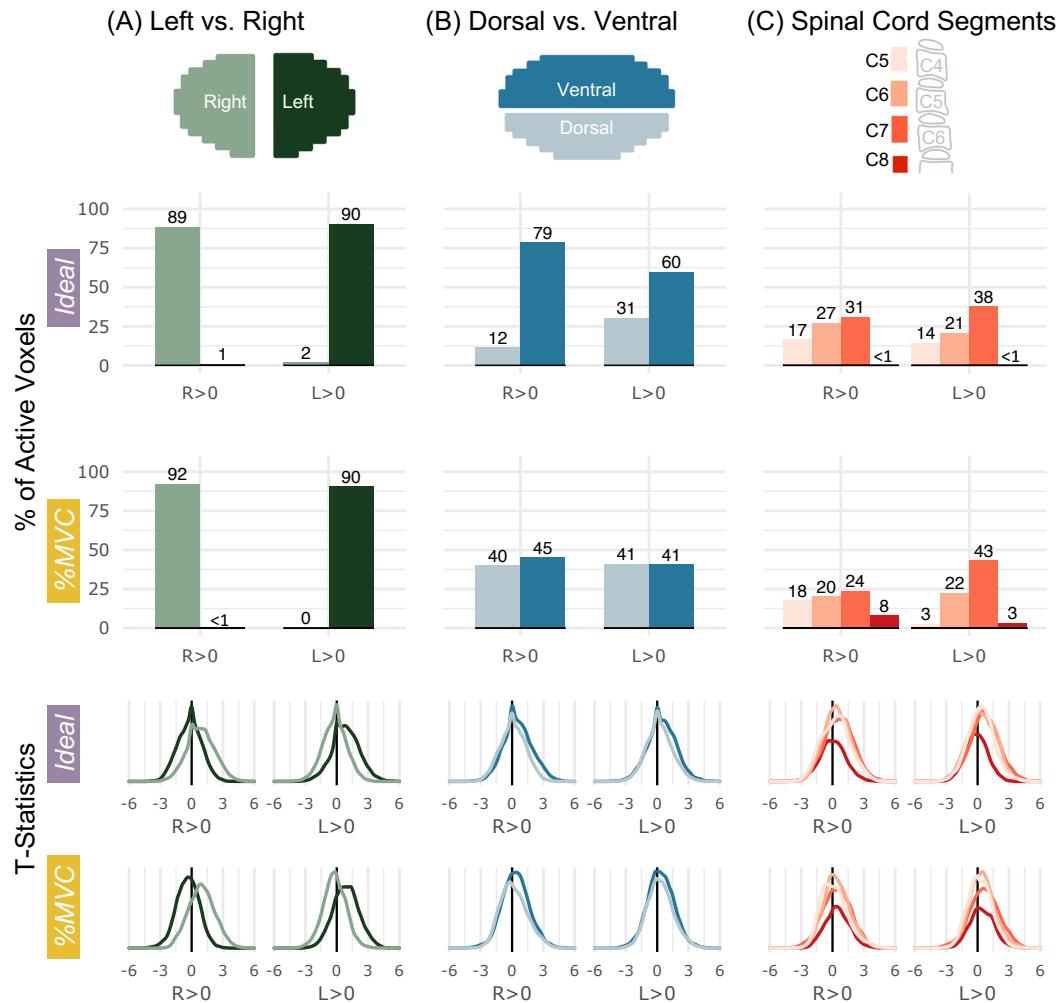 (A) Left vs. Right
(B) Dorsal vs. Ventral
(C) Spinal Cord Segments
Right
Left
Ventral
Dorsal
C5
C6
C7
C8
C4
C5
C6
% of Active Voxels
Ideal
100
75
50
25
0
89
1
2
90
R>0
L>0
12
79
31
60
R>0
L>0
17
27
31
<1
14
21
38
<1
R>0
L>0
%MVC
100
75
50
25
0
92
<1
0
90
R>0
L>0
40
45
41
41
R>0
L>0
18
20
24
8
3
22
43
3
R>0
L>0
T-Statistics
Ideal
-6 -3 0 3 6
R>0
-6 -3 0 3 6
L>0
-6 -3 0 3 6
R>0
-6 -3 0 3 6
L>0
-6 -3 0 3 6
R>0
-6 -3 0 3 6
L>0
%MVC
-6 -3 0 3 6
R>0
-6 -3 0 3 6
L>0
-6 -3 0 3 6
R>0
-6 -3 0 3 6
L>0
-6 -3 0 3 6
R>0
-6 -3 0 3 6
L>0